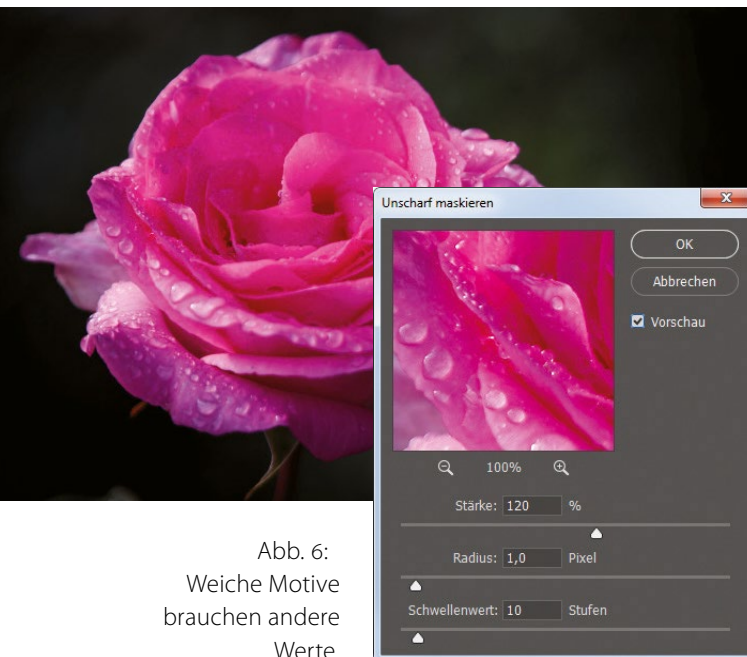 Unscharf maskieren
OK
Abbrechen
Vorschau
100%
Stärke: 120 %
Radius: 1,0 Pixel
Schwellenwert: 10 Stufen
Abb. 6:
Weiche Motive
brauchen andere
Werte